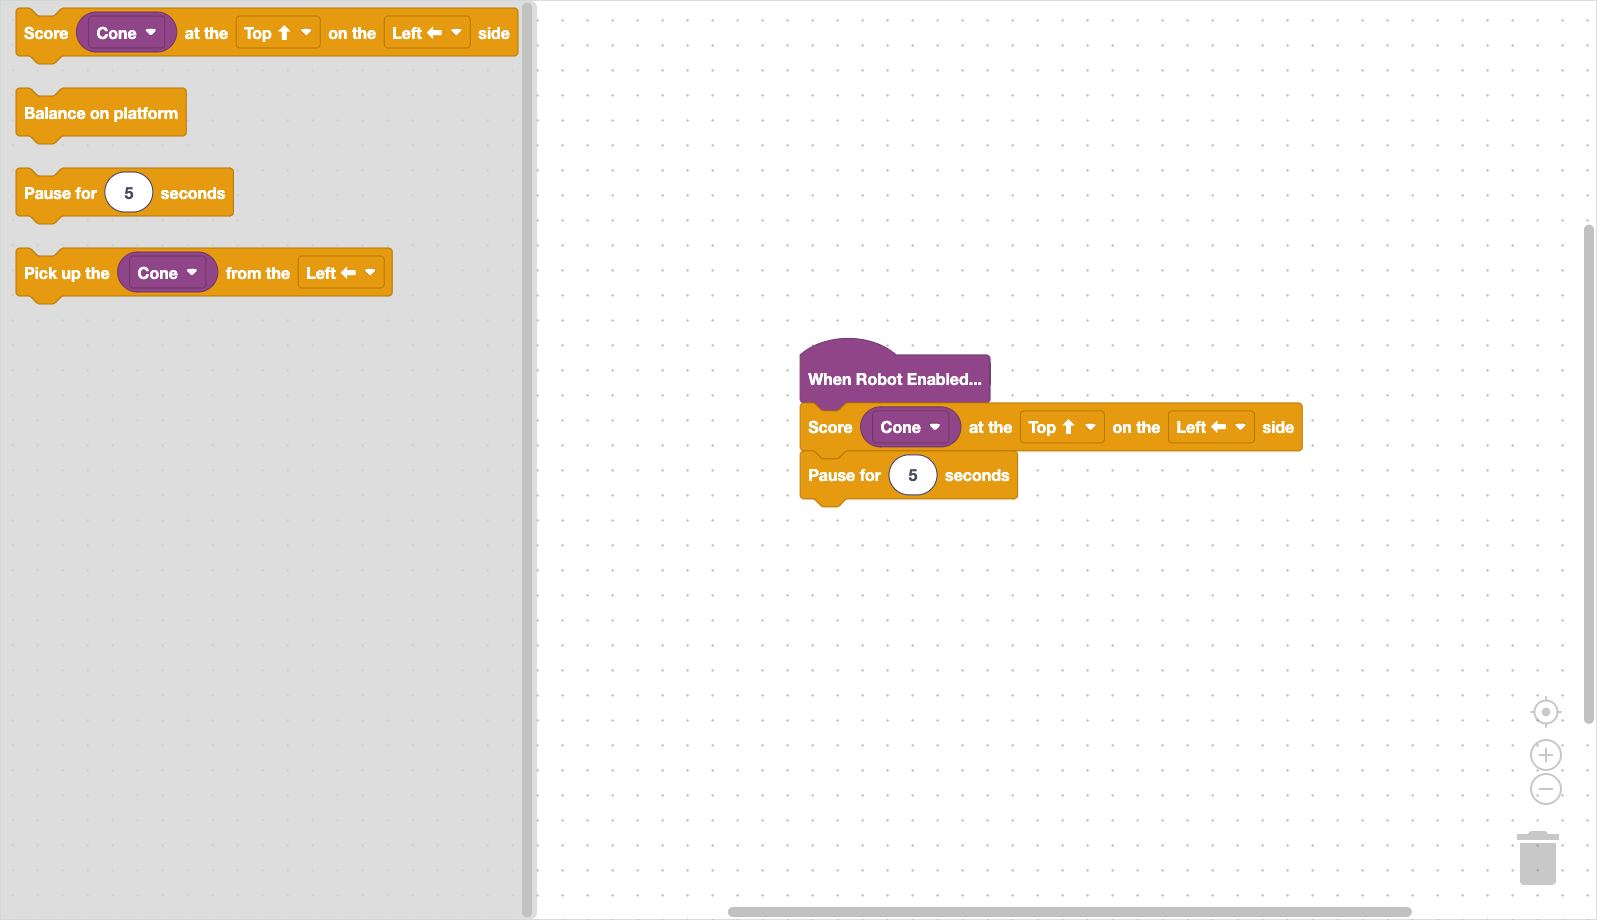 Score Cone at the Top on the Left side
Balance on platform
Pause for 5 seconds
Pick up the Cone from the Left
When Robot Enabled...
Score Cone at the Top on the Left side
Pause for 5 seconds